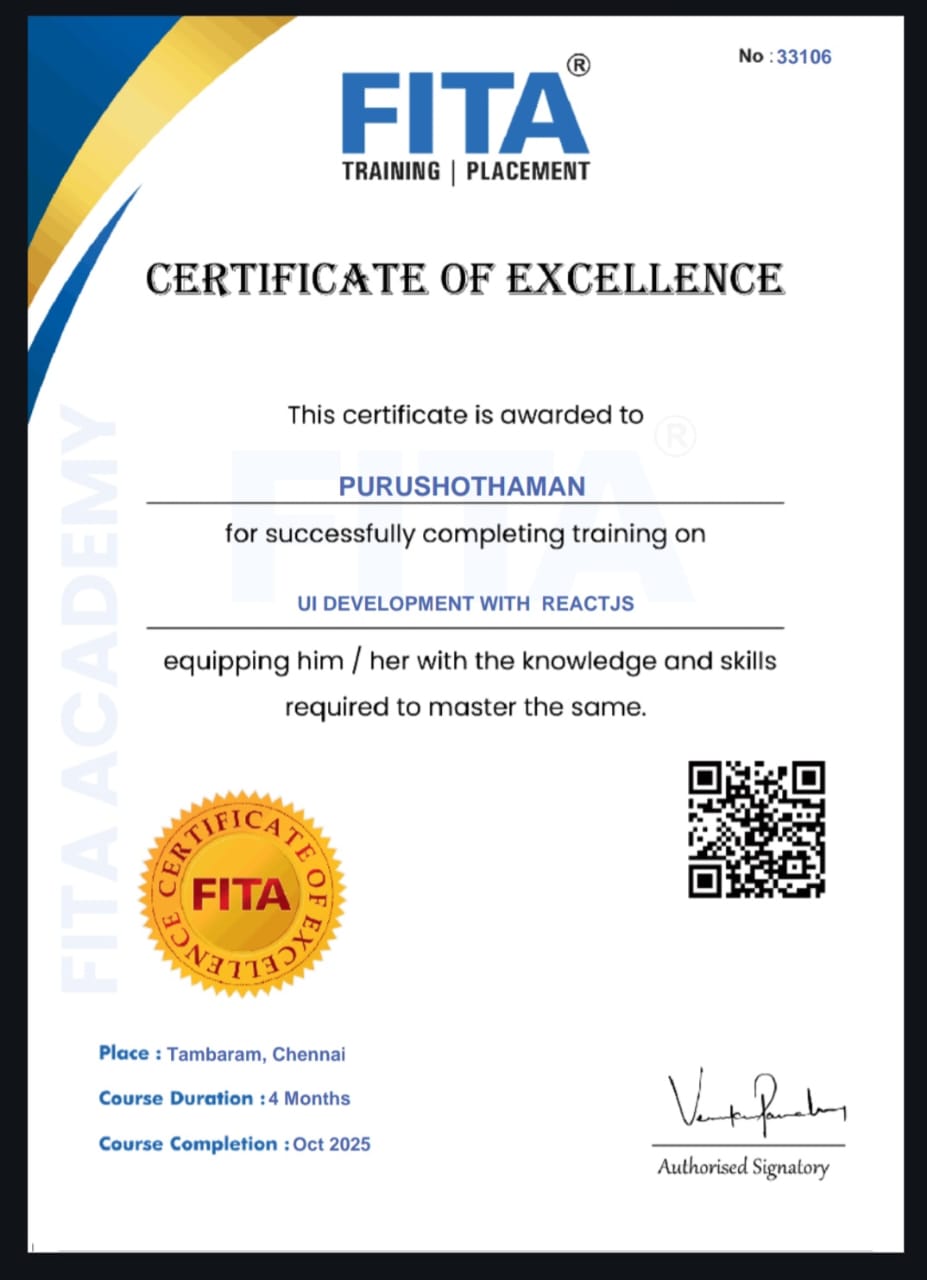 No : 33106
FITA®
TRAINING | PLACEMENT
CERTIFICATE OF EXCELLENCE
This certificate is awarded to
PURUSHOTHAMAN
for successfully completing training on
UI DEVELOPMENT WITH REACTJS
equipping him / her with the knowledge and skills
required to master the same.
FITA ACADEMY
FITA®
CERTIFICATE OF EXCELLENCE
FITA
Place : Tambaram, Chennai
Course Duration : 4 Months
Course Completion : Oct 2025
Authorised Signatory